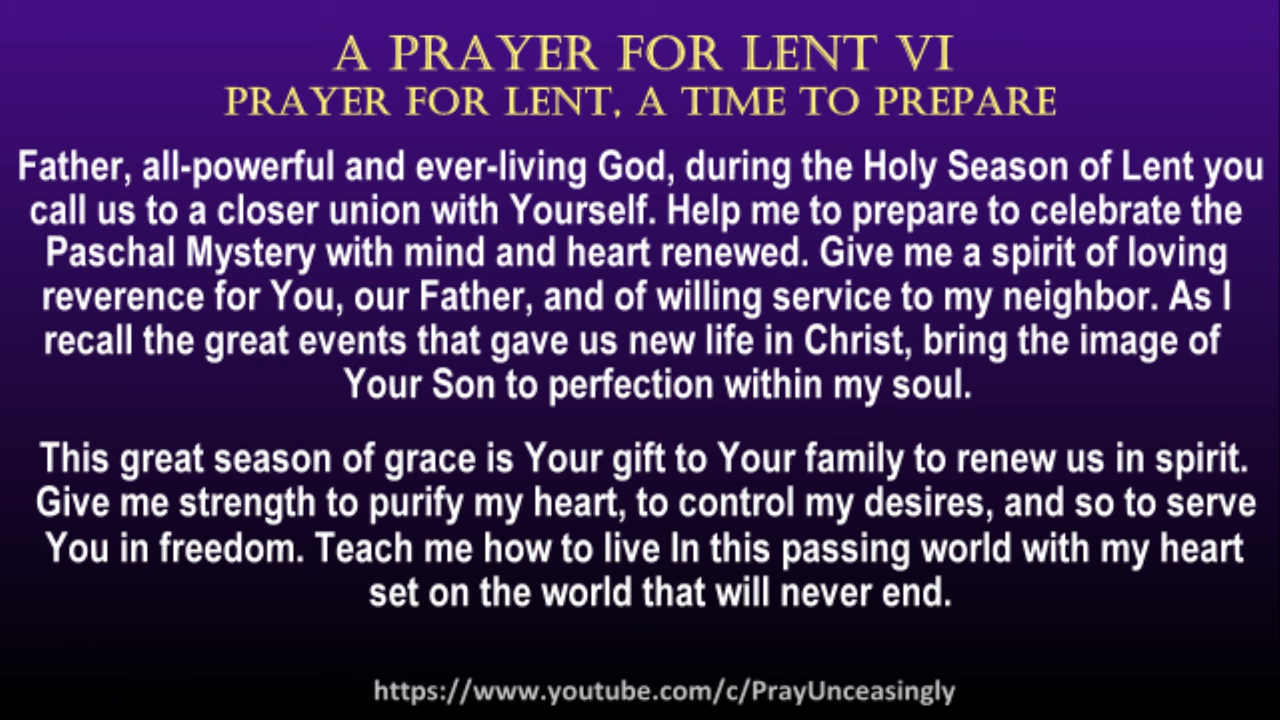 A PRAYER FOR LENT VI
PRAYER FOR LENT, A TIME TO PREPARE
Father, all-powerful and ever-living God, during the Holy Season of Lent you
call us to a closer union with Yourself. Help me to prepare to celebrate the
Paschal Mystery with mind and heart renewed. Give me a spirit of loving
reverence for You, our Father, and of willing service to my neighbor. As I
recall the great events that gave us new life in Christ, bring the image of
Your Son to perfection within my soul.
This great season of grace is Your gift to Your family to renew us in spirit.
Give me strength to purify my heart, to control my desires, and so to serve
You in freedom. Teach me how to live In this passing world with my heart
set on the world that will never end.
https://www.youtube.com/c/PrayUnceasingly